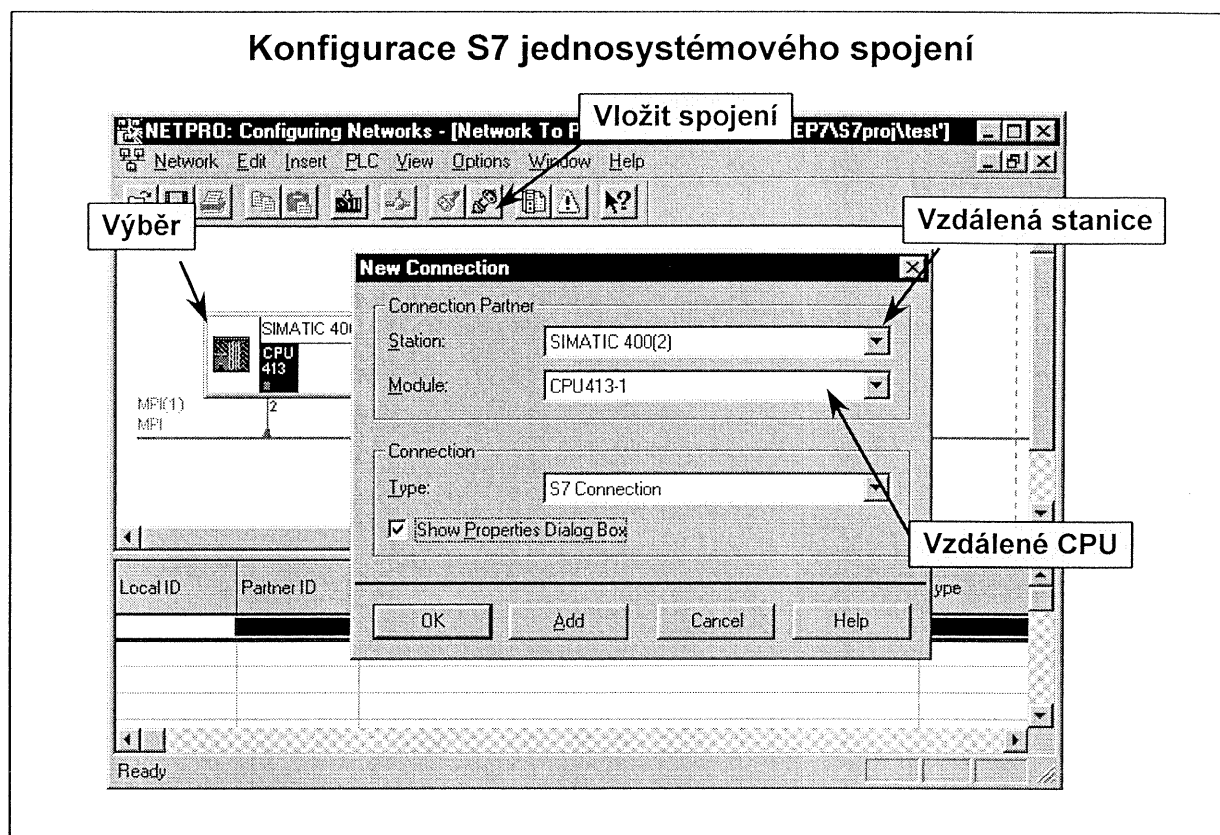 Konfigurace S7 jednosystémového spojení
Vložit spojení
NETPRO: Configuring Networks - [Network To P
EP7\S7proj\test']
Network Edit Insert PLC View Options Window Help
Výběr
Vzdálená stanice
New Connection
Connection Partner
Station:
SIMATIC 400(2)
Module:
CPU413-1
SIMATIC 40
CPU
413
MPI(1)
MPI
2
Connection
Type:
S7 Connection
Show Properties Dialog Box
Vzdálené CPU
Local ID
Partner ID
ype
OK
Add
Cancel
Help
Ready